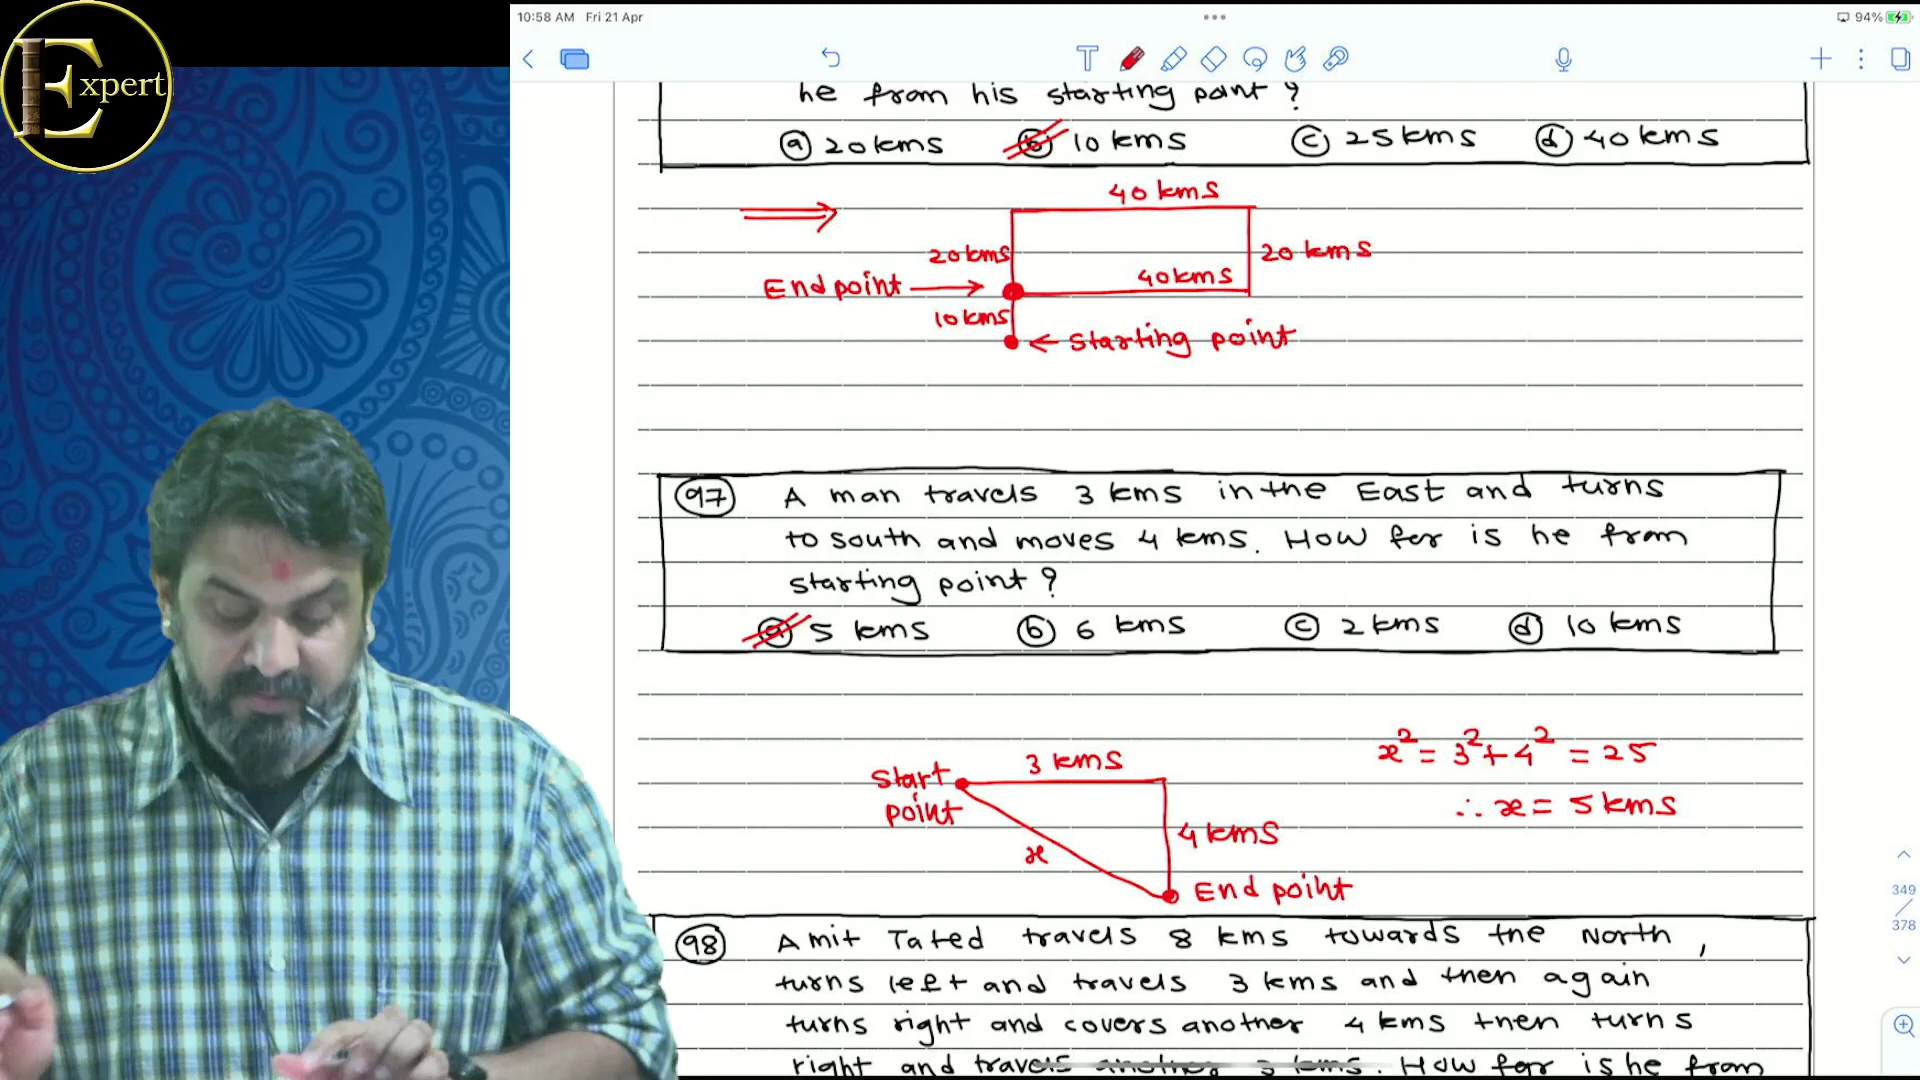 Expert
10:58 AM Fri 21 Apr
94%
he from his starting point ?
(a) 20 kms (b) 10 kms (c) 25 kms (d) 40 kms
40 kms
20 kms
20 kms
40 kms
End point
10 kms
starting point
97 A man travels 3 kms in the East and turns
to south and moves 4 kms. How far is he from
starting point ?
(a) 5 kms (b) 6 kms (c) 2 kms (d) 10 kms
x² = 3² + 4² = 25
∴ x = 5 kms
3 kms
Start
point
4 kms
x
End point
349
378
98 Amit Tated travels 8 kms towards the North,
turns left and travels 3 kms and then again
turns right and covers another 4 kms then turns
right and travels another 3 kms. How far is he from